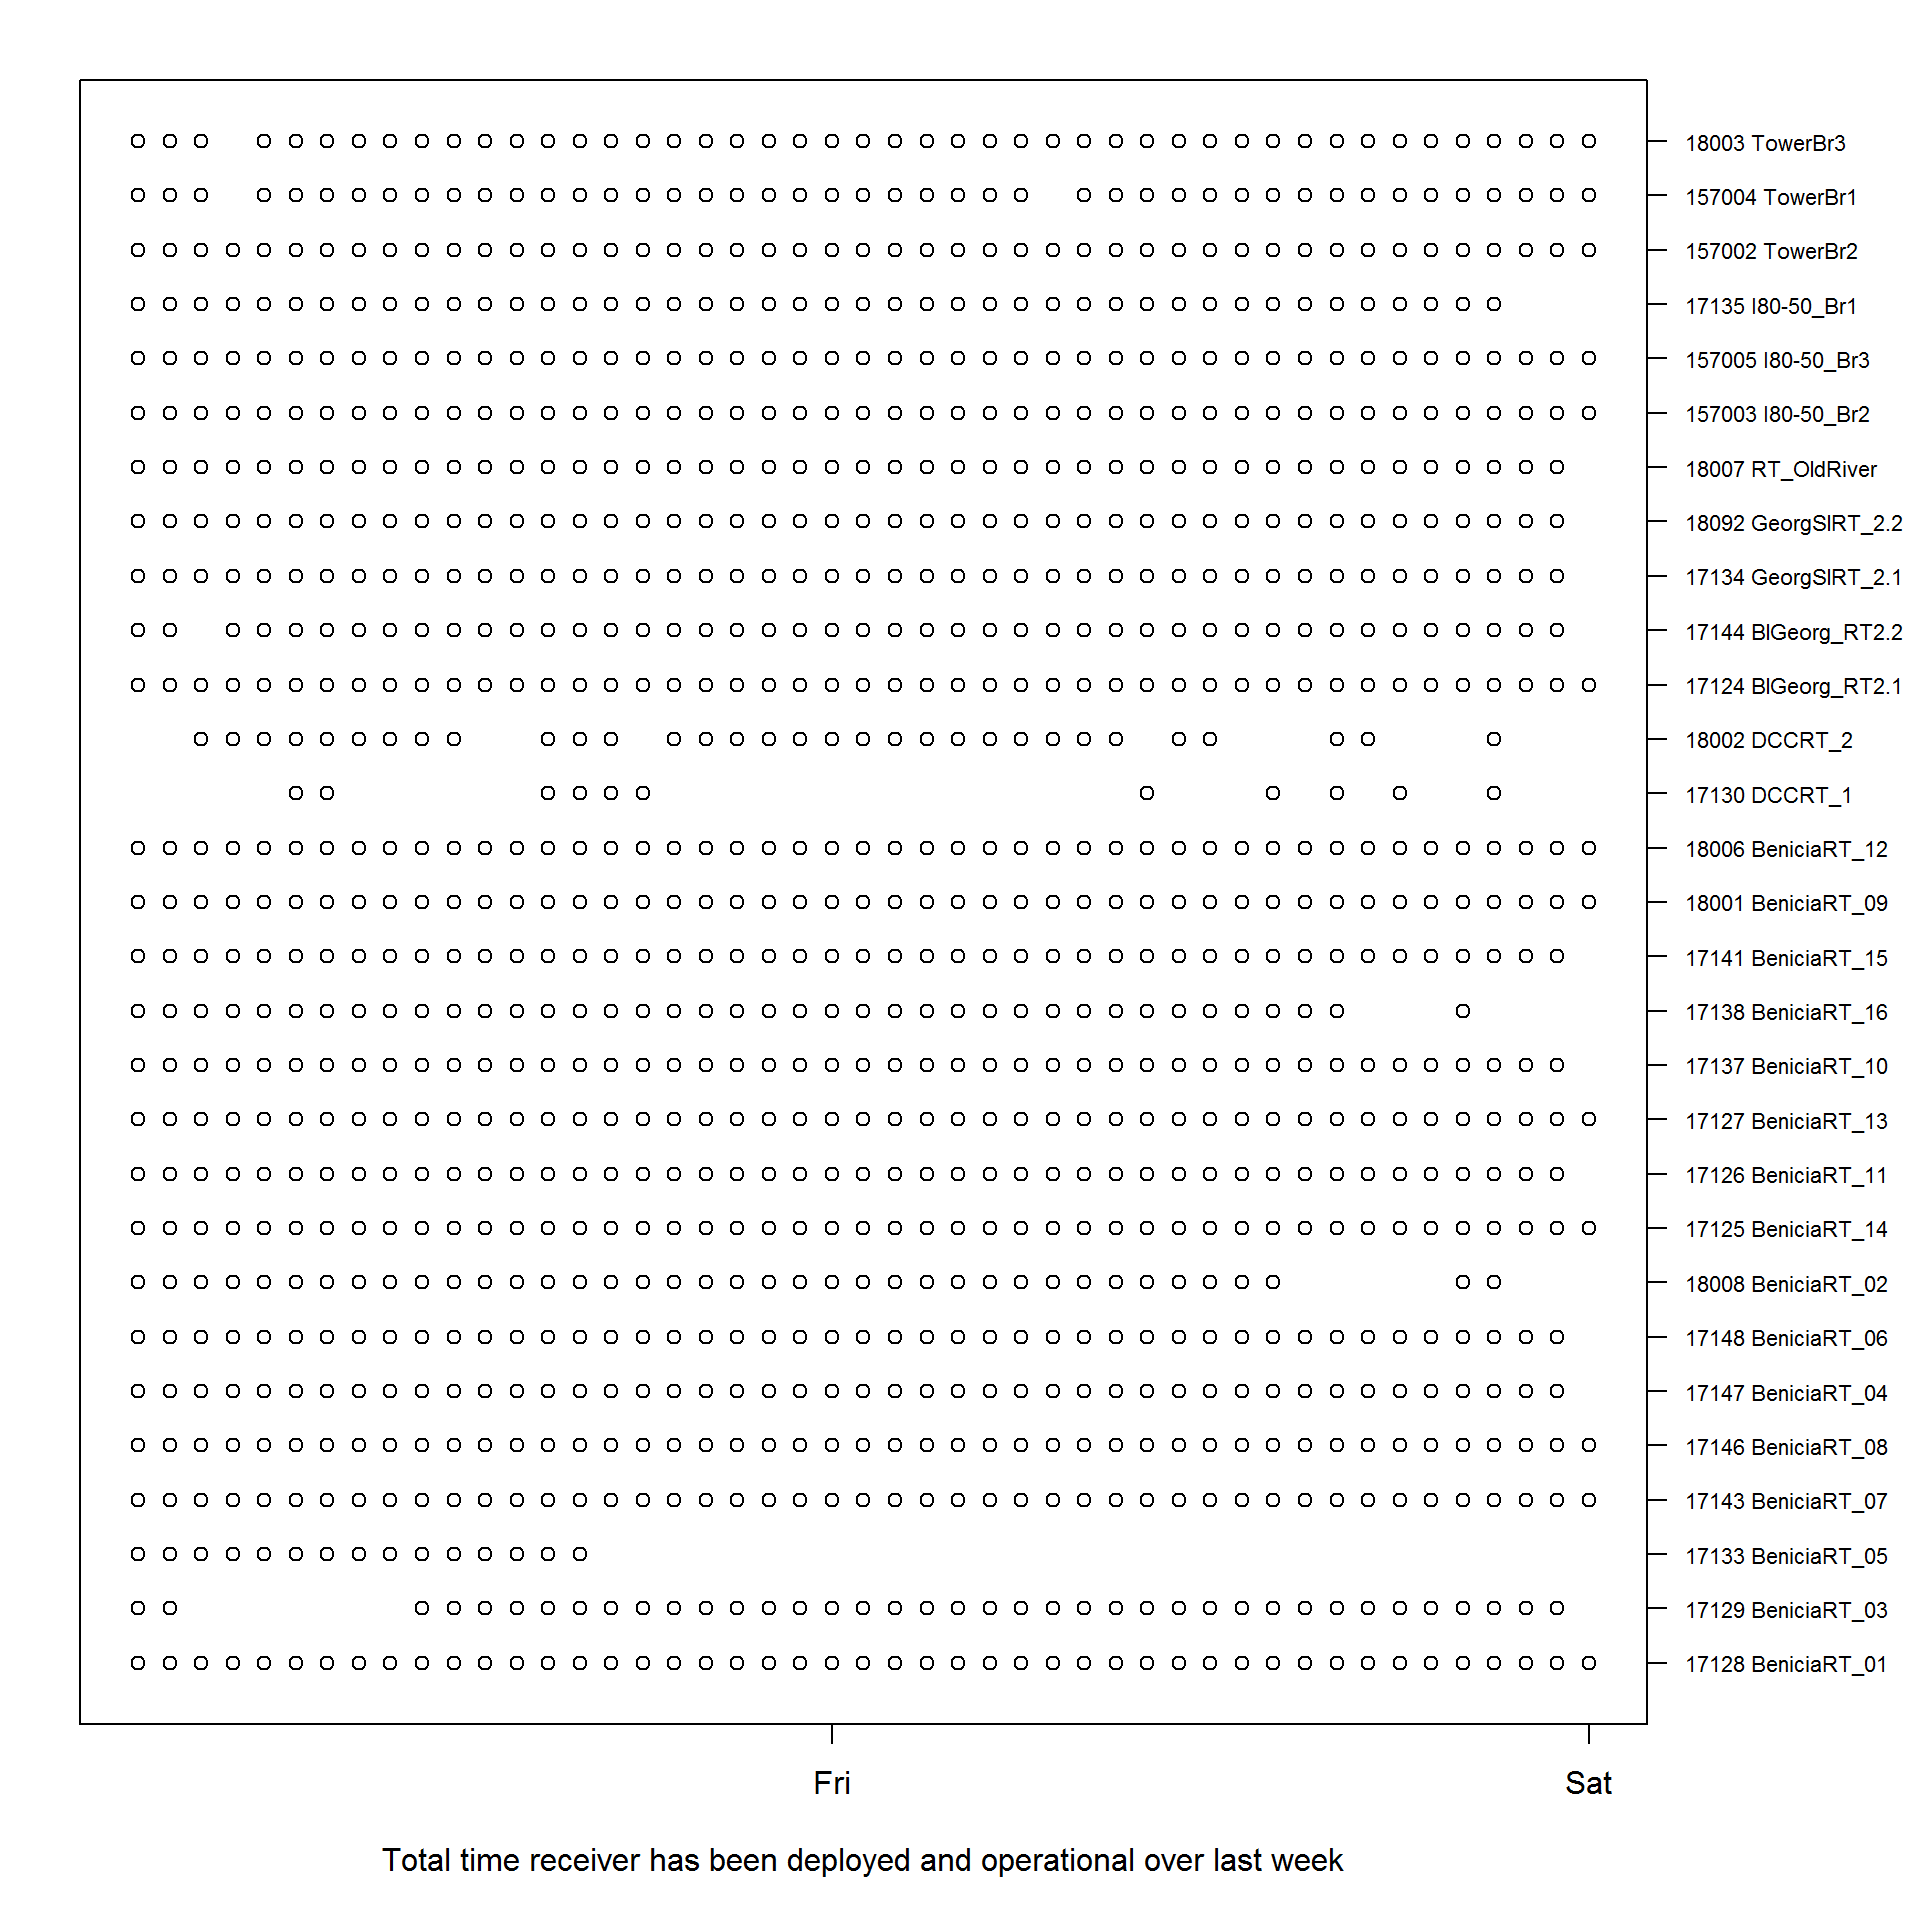 18003 TowerBr3
157004 TowerBr1
157002 TowerBr2
17135 I80-50_Br1
157005 I80-50_Br3
157003 I80-50_Br2
18007 RT_OldRiver
18092 GeorgSlRT_2.2
17134 GeorgSlRT_2.1
17144 BlGeorg_RT2.2
17124 BlGeorg_RT2.1
18002 DCCRT_2
17130 DCCRT_1
18006 BeniciaRT_12
18001 BeniciaRT_09
17141 BeniciaRT_15
17138 BeniciaRT_16
17137 BeniciaRT_10
17127 BeniciaRT_13
17126 BeniciaRT_11
17125 BeniciaRT_14
18008 BeniciaRT_02
17148 BeniciaRT_06
17147 BeniciaRT_04
17146 BeniciaRT_08
17143 BeniciaRT_07
17133 BeniciaRT_05
17129 BeniciaRT_03
17128 BeniciaRT_01
Fri Sat
Total time receiver has been deployed and operational over last week